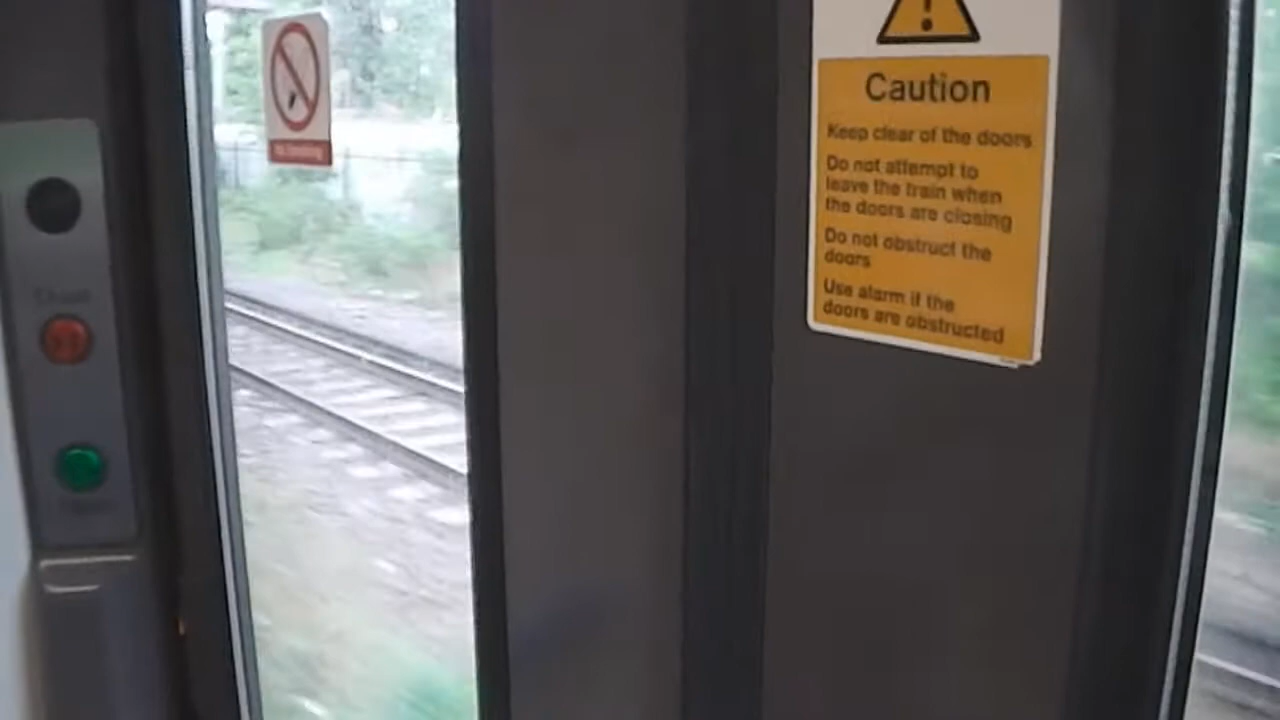 Caution
Keep clear of the doors
Do not attempt to
leave the train when
the doors are closing
Do not obstruct the
doors
Use alarm if the
doors are obstructed